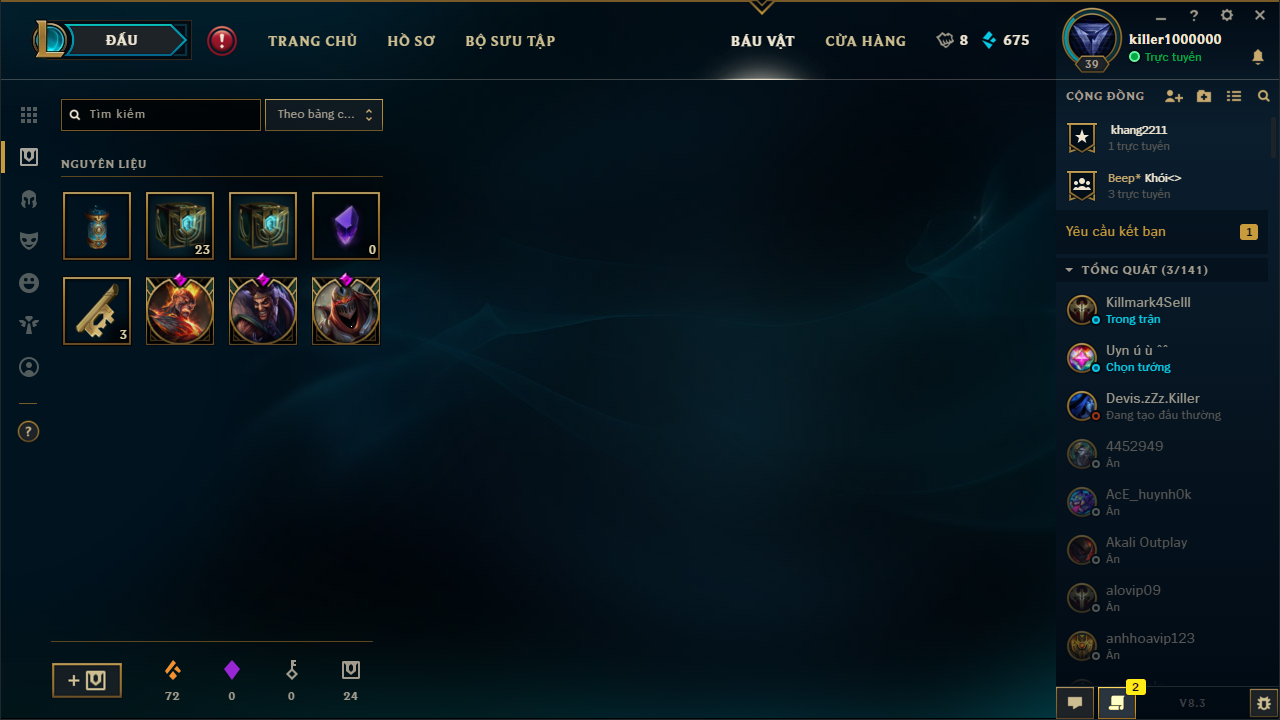 ĐẤU
TRANG CHỦ
HỒ SƠ
BỘ SƯU TẬP
BÁU VẬT
CỬA HÀNG
8
675
39
killer1000000
Trực tuyến
Tìm kiếm
Theo bảng c...
NGUYÊN LIỆU
23
0
3
72
0
0
24
CỘNG ĐỒNG
khang2211
1 trực tuyến
Beep* Khói<>
3 trực tuyến
Yêu cầu kết bạn
1
TỔNG QUÁT (3/141)
Killmark4Selll
Trong trận
Uyn ú ù ^^
Chọn tướng
Devis.zZz.Killer
Đang tạo đấu thường
4452949
Ẩn
AcE_huynh0k
Ẩn
Akali Outplay
Ẩn
alovip09
Ẩn
anhhoavip123
Ẩn
2
V8.3